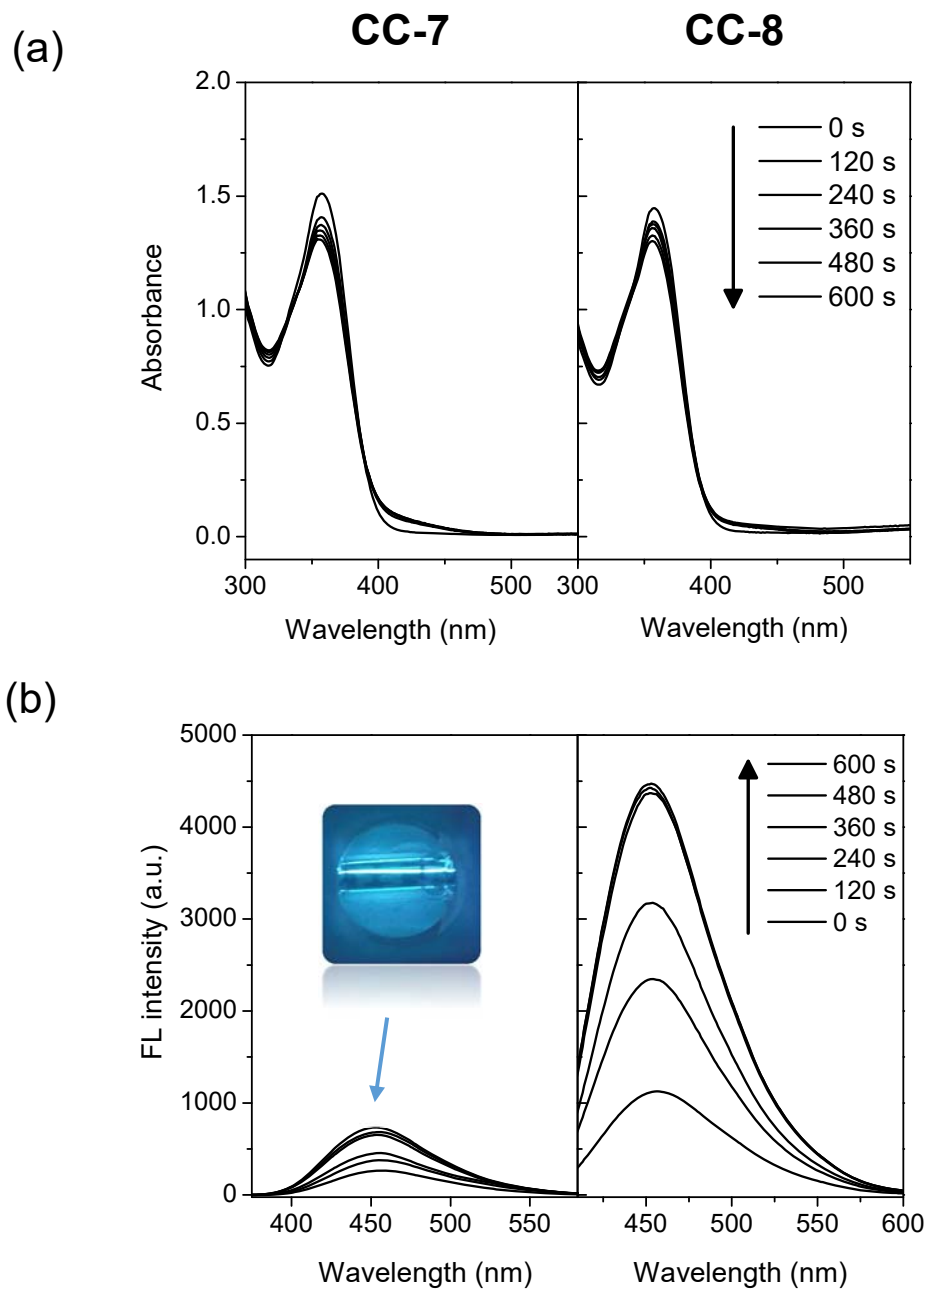 CC-7 CC-8
(a)
2.0
1.5
1.0
0.5
0.0
Absorbance
0 s
120 s
240 s
360 s
480 s
600 s
300 400 500 300 400 500
Wavelength (nm) Wavelength (nm)
(b)
5000
4000
3000
2000
1000
0
FL intensity (a.u.)
600 s
480 s
360 s
240 s
120 s
0 s
400 450 500 550 450 500 550 600
Wavelength (nm) Wavelength (nm)